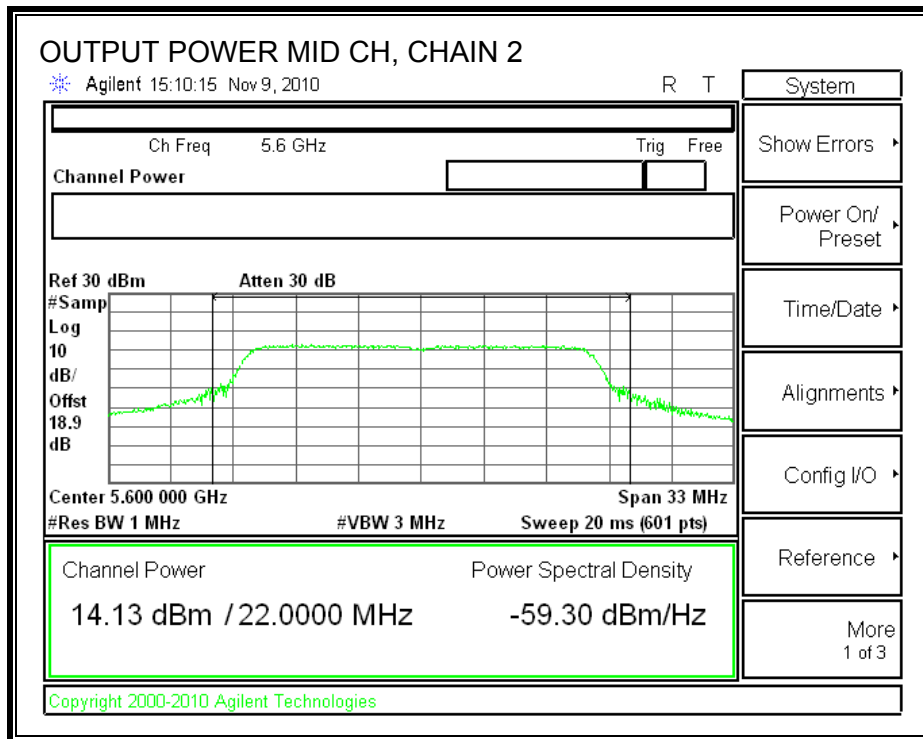 OUTPUT POWER MID CH, CHAIN 2
Agilent 15:10:15 Nov 9, 2010 R T
System
Ch Freq 5.6 GHz Trig Free
Channel Power
Show Errors
Power On/
Preset
Ref 30 dBm Atten 30 dB
#Samp
Log
10
dB/
Offst
18.9
dB
Time/Date
Alignments
Config I/O
Center 5.600 000 GHz Span 33 MHz
#Res BW 1 MHz #VBW 3 MHz Sweep 20 ms (601 pts)
Channel Power Power Spectral Density
14.13 dBm / 22.0000 MHz -59.30 dBm/Hz
Reference
More
1 of 3
Copyright 2000-2010 Agilent Technologies